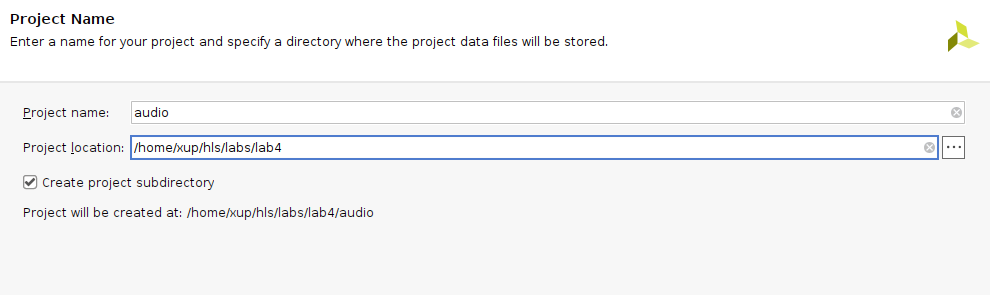 Project Name
Enter a name for your project and specify a directory where the project data files will be stored.
Project name: audio
Project location: /home/xup/hls/labs/lab4 ...
Create project subdirectory
Project will be created at: /home/xup/hls/labs/lab4/audio